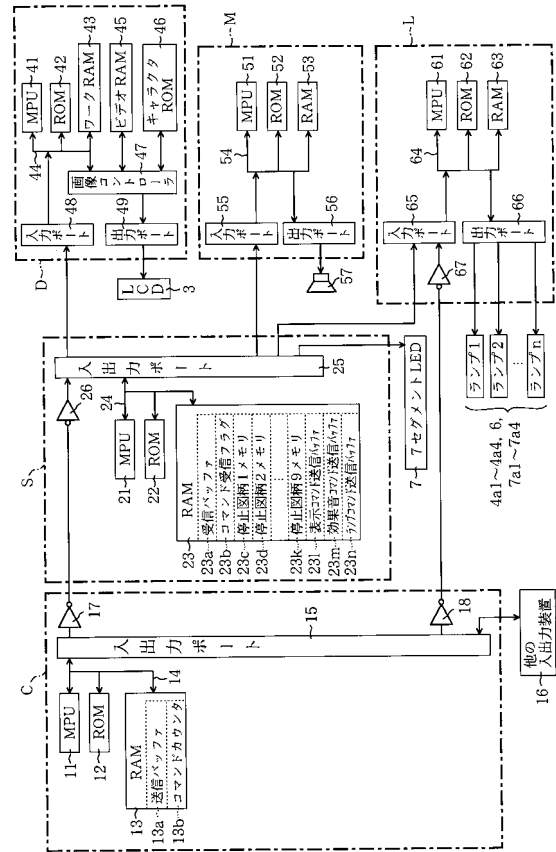 C
11
MPU
12
ROM
13
RAM
13a
送信バッファ
13b
コマンドカウンタ
14
入出力ポート
15
17
18
他の入出力装置
16
S
26
24
21
MPU
22
ROM
23
RAM
23a
受信バッファ
23b
コマンド受信フラグ
23c
停止図柄1メモリ
23d
停止図柄2メモリ
23k
停止図柄9メモリ
23l
表示コマンド送信バッファ
23m
効果音コマンド送信バッファ
23n
ランプコマンド送信バッファ
入出力ポート
25
7
7セグメントLED
D
48
入力ポート
49
出力ポート
44
MPU
41
ROM
42
ワークRAM
43
ビデオRAM
45
キャラクタROM
46
画像コントローラ
47
LCD
3
M
55
入力ポート
出力ポート
56
57
54
MPU
51
ROM
52
RAM
53
L
65
入力ポート
67
出力ポート
66
64
MPU
61
ROM
62
RAM
63
ランプ1
ランプ2
…
ランプn
4a1~4a4, 6,
7a1~7a4